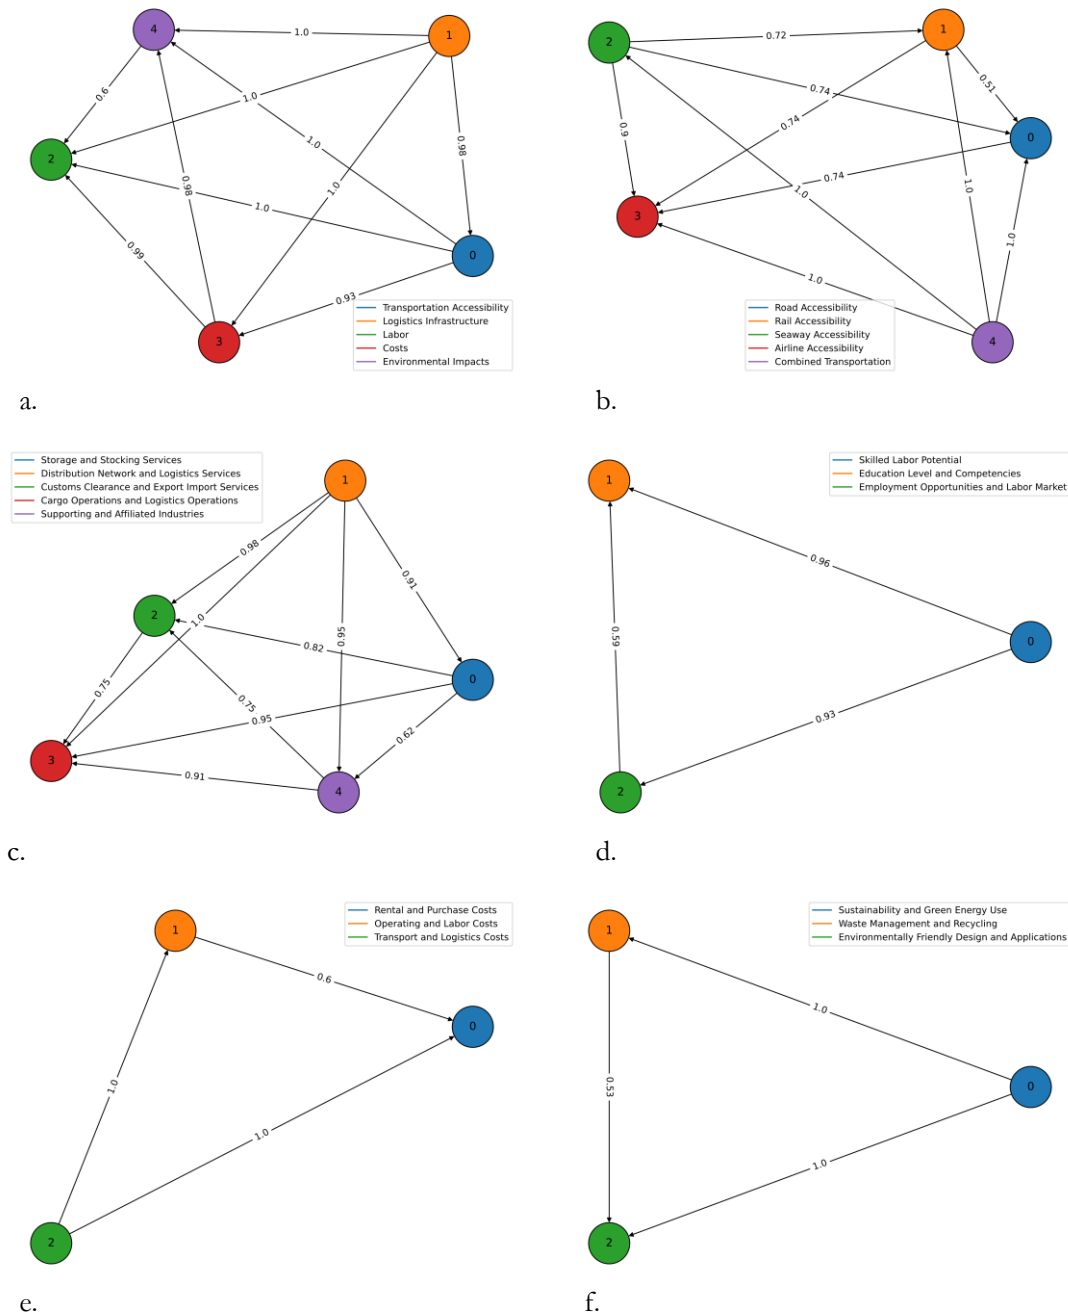 4
1
1.0
0.6
1.0
1.0
0.98
2
0.98
1.0
1.0
0.99
0
0.93
3
Transportation Accessibility
Logistics Infrastructure
Labor
Costs
Environmental Impacts
a.
2
1
0.72
0.51
0.74
0.9
0.74
0
0.74
1.0
1.0
3
1.0
1.0
4
Road Accessibility
Rail Accessibility
Seaway Accessibility
Airline Accessibility
Combined Transportation
b.
Storage and Stocking Services
Distribution Network and Logistics Services
Customs Clearance and Export Import Services
Cargo Operations and Logistics Operations
Supporting and Affiliated Industries
1
0.98
0.91
2
1.0
0.95
0.82
0
0.75
0.75
0.95
0.62
3
0.91
4
c.
Skilled Labor Potential
Education Level and Competencies
Employment Opportunities and Labor Market
1
0.96
0.59
0
0.93
2
d.
Rental and Purchase Costs
Operating and Labor Costs
Transport and Logistics Costs
1
0.6
0
1.0
1.0
2
e.
Sustainability and Green Energy Use
Waste Management and Recycling
Environmentally Friendly Design and Applications
1
1.0
0.53
0
1.0
2
f.